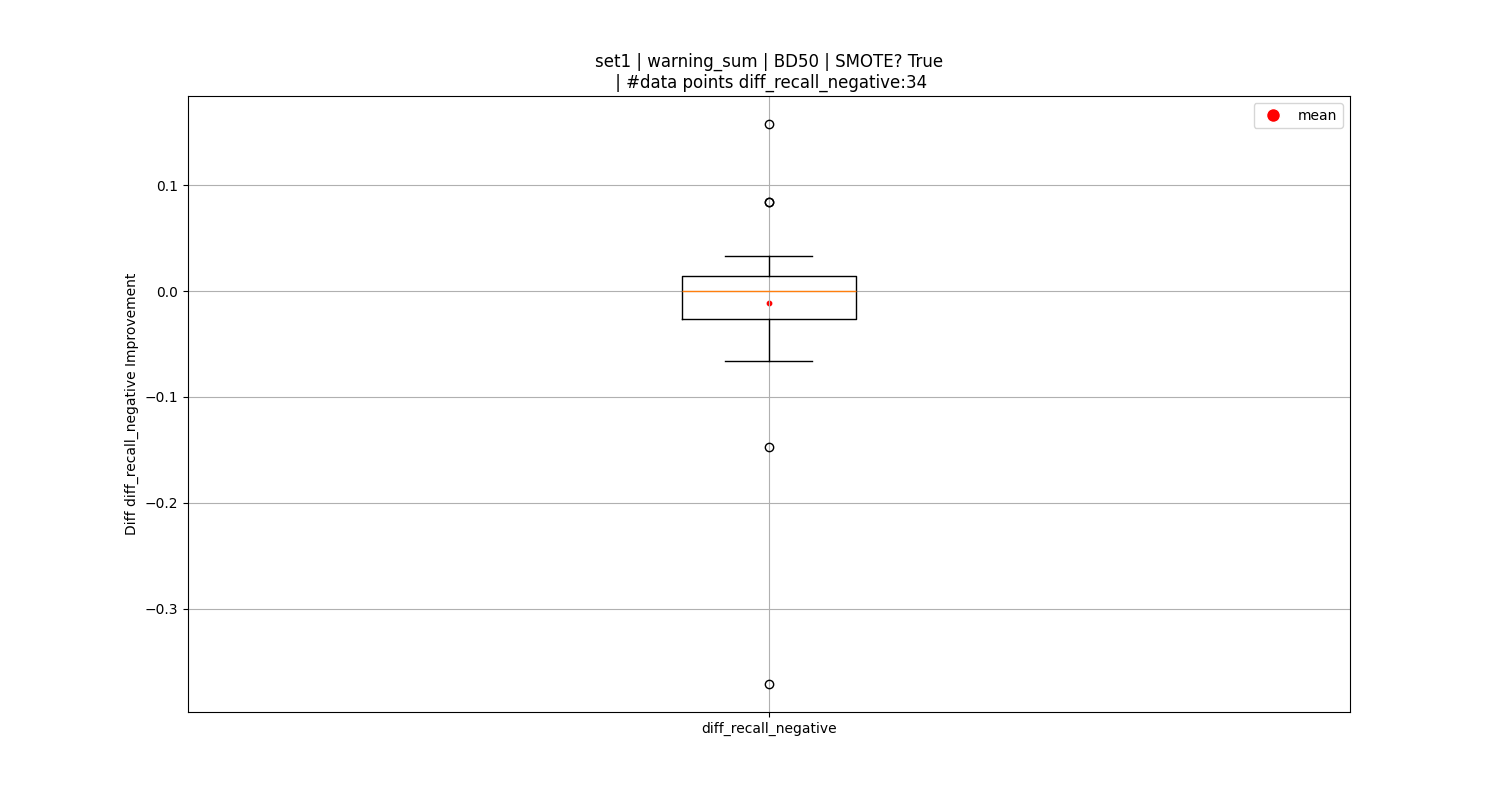 set1 | warning_sum | BD50 | SMOTE? True
| #data points diff_recall_negative:34
mean
0.1
0.0
−0.1
−0.2
−0.3
Diff diff_recall_negative Improvement
diff_recall_negative